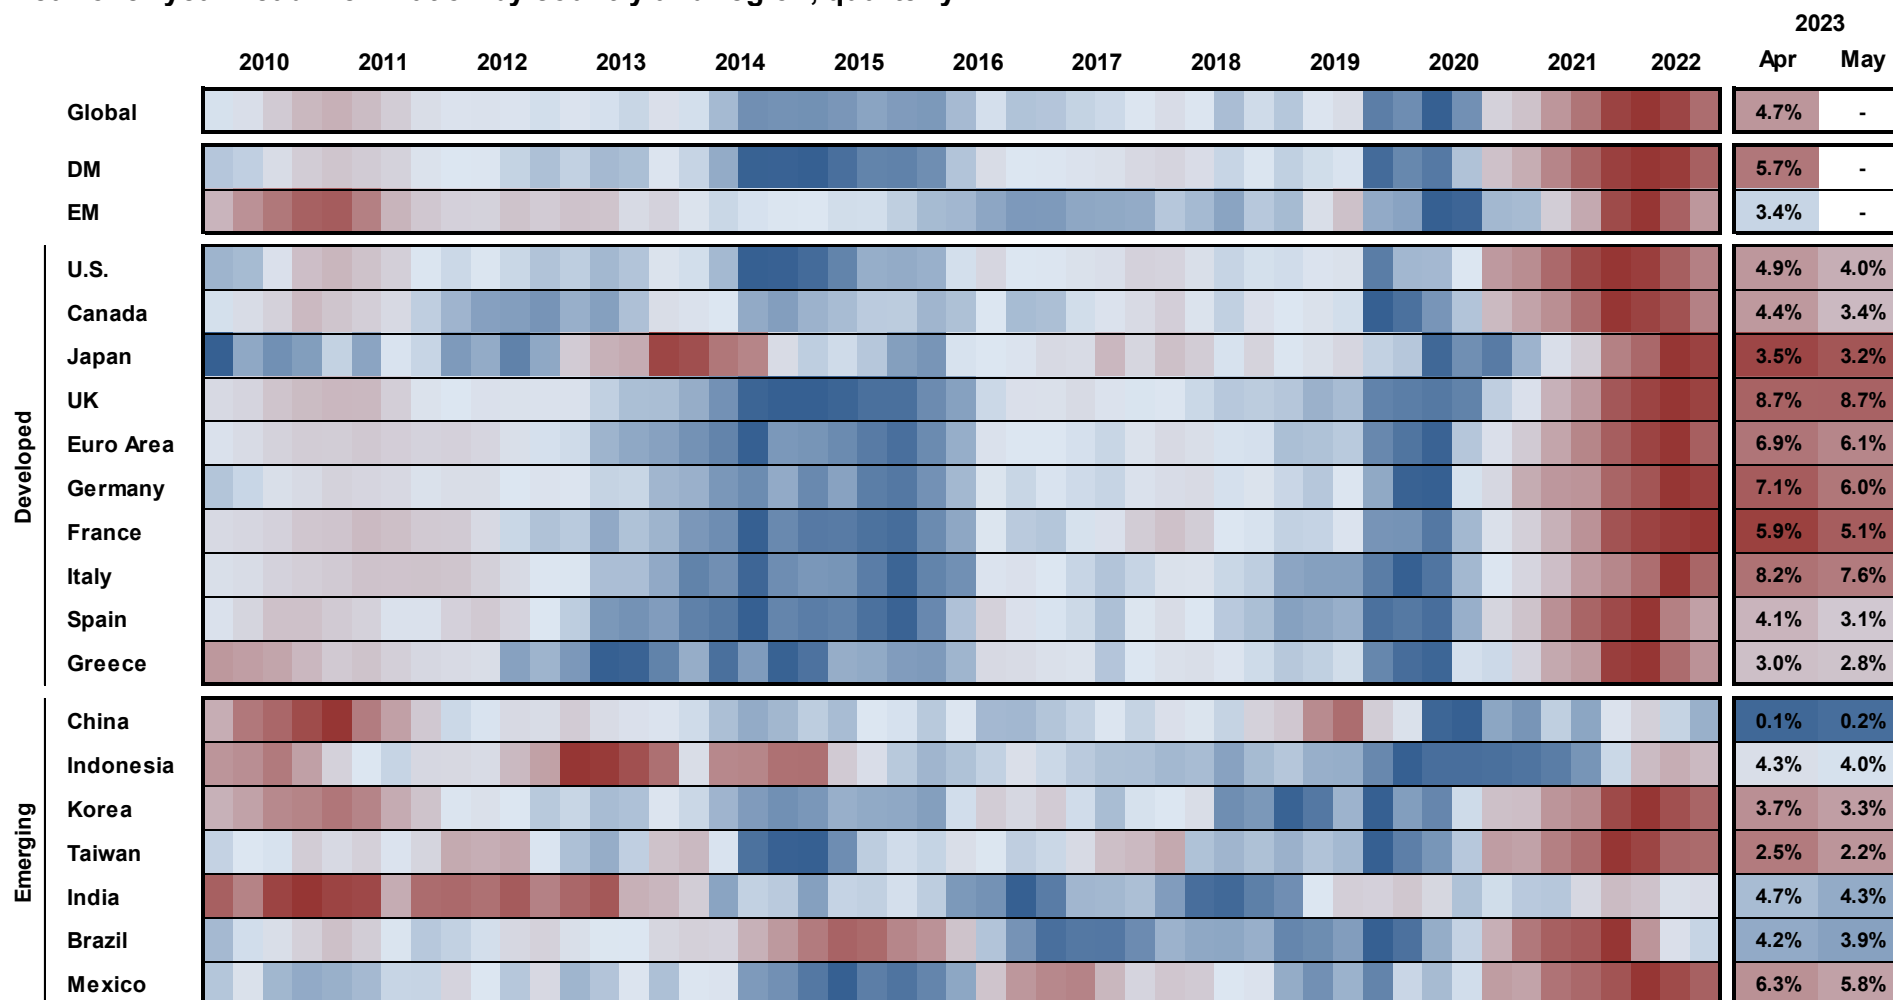 2023
2010 2011 2012 2013 2014 2015 2016 2017 2018 2019 2020 2021 2022 Apr May
Global 4.7% -
DM 5.7% -
EM 3.4% -
Developed
U.S. 4.9% 4.0%
Canada 4.4% 3.4%
Japan 3.5% 3.2%
UK 8.7% 8.7%
Euro Area 6.9% 6.1%
Germany 7.1% 6.0%
France 5.9% 5.1%
Italy 8.2% 7.6%
Spain 4.1% 3.1%
Greece 3.0% 2.8%
Emerging
China 0.1% 0.2%
Indonesia 4.3% 4.0%
Korea 3.7% 3.3%
Taiwan 2.5% 2.2%
India 4.7% 4.3%
Brazil 4.2% 3.9%
Mexico 6.3% 5.8%